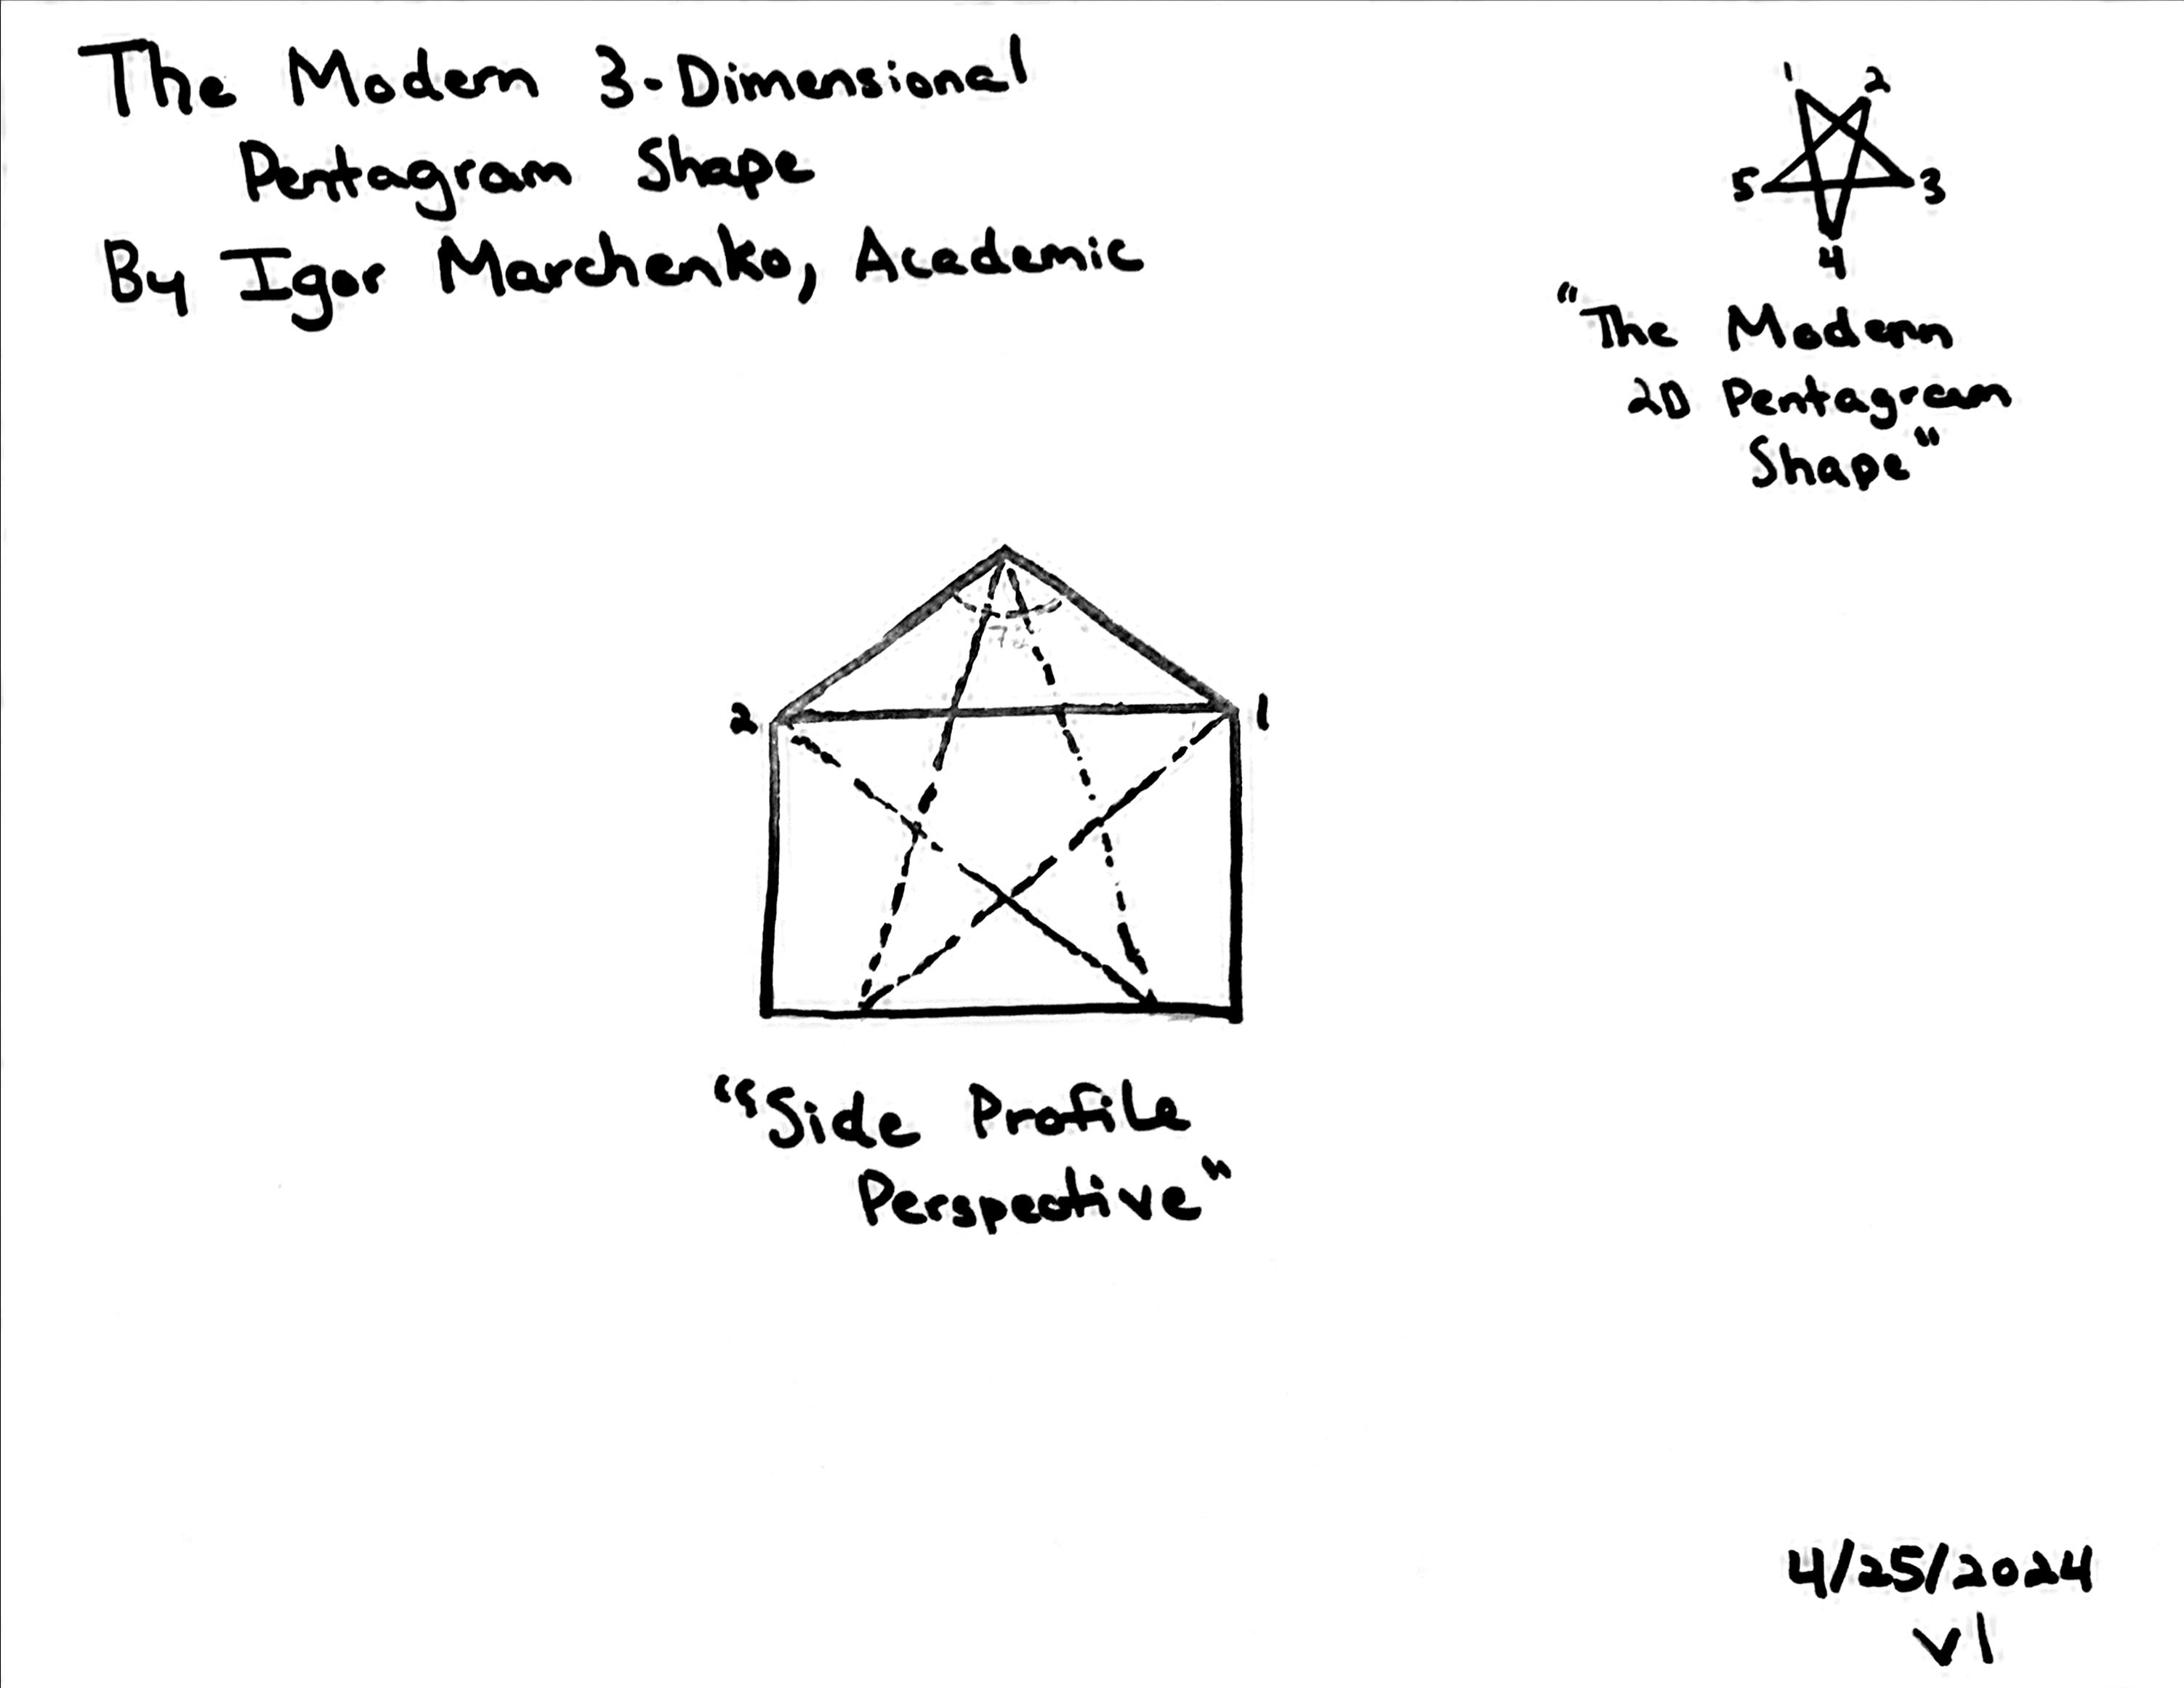 The Modern 3-Dimensional
Pentagram Shape
By Igor Marchenko, Academic
1
2
5
3
4
"The Modern
2D Pentagram
Shape"
2
1
"Side Profile
Perspective"
4/25/2024
v1